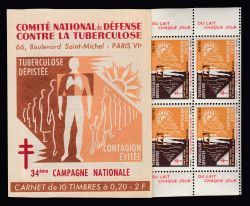 COMITÉ NATIONAL de DÉFENSE
CONTRE LA TUBERCULOSE
66, Boulevard Saint-Michel - PARIS VIe
TUBERCULOSE
DÉPISTÉE
CONTAGION
ÉVITÉE
34ème CAMPAGNE NATIONALE
CARNET de 10 TIMBRES à 0,20 - 2 F.
DU LAIT
CHAQUE JOUR
DU LAIT
CHAQUE JOUR
DU LAIT
CHAQUE JOUR
DU LAIT
CHAQUE JOUR